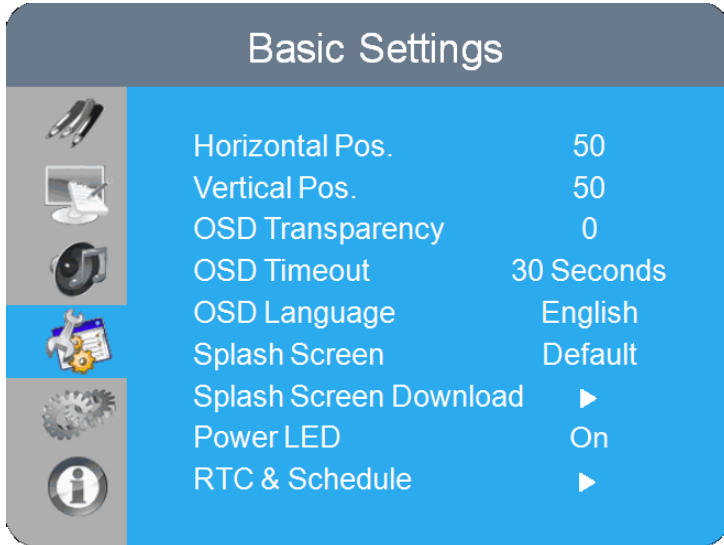 Basic Settings
Horizontal Pos. 50
Vertical Pos. 50
OSD Transparency 0
OSD Timeout 30 Seconds
OSD Language English
Splash Screen Default
Splash Screen Download ▶
Power LED On
RTC & Schedule ▶